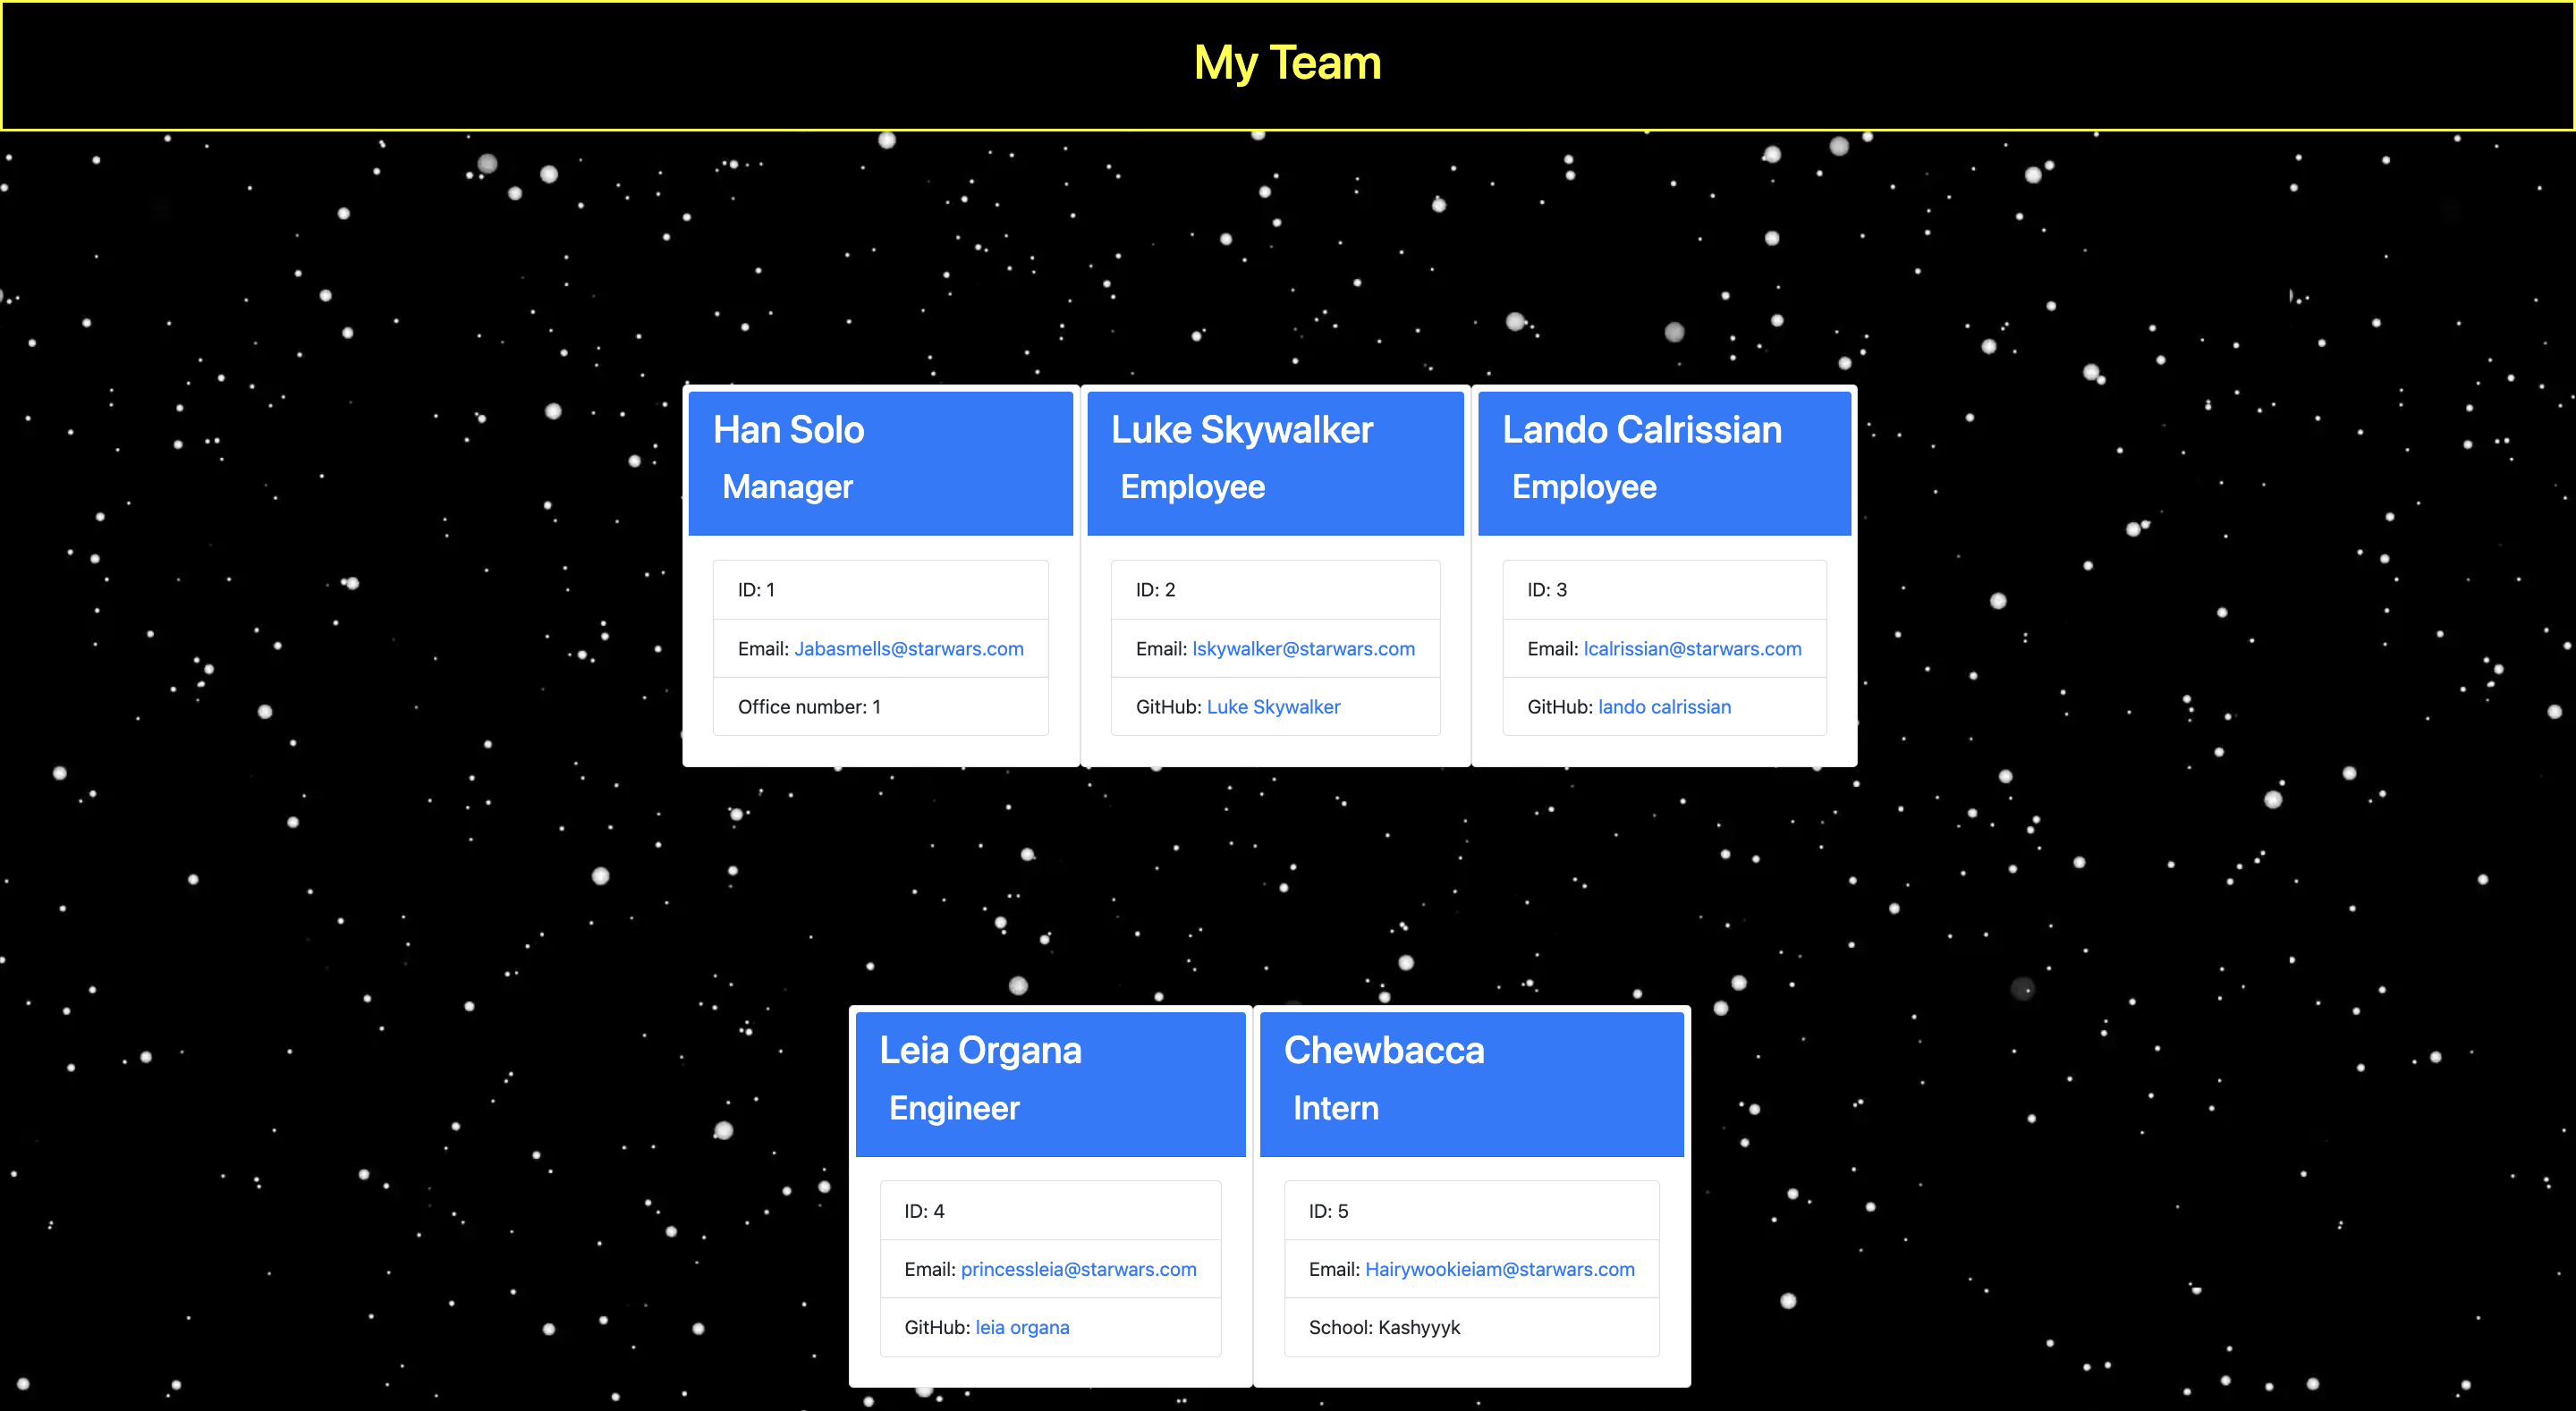 My Team
Han Solo
Manager
ID: 1
Email: Jabasmells@starwars.com
Office number: 1
Luke Skywalker
Employee
ID: 2
Email: lskywalker@starwars.com
GitHub: Luke Skywalker
Lando Calrissian
Employee
ID: 3
Email: lcalrissian@starwars.com
GitHub: lando calrissian
Leia Organa
Engineer
ID: 4
Email: princessleia@starwars.com
GitHub: leia organa
Chewbacca
Intern
ID: 5
Email: Hairywookieiam@starwars.com
School: Kashyyyk